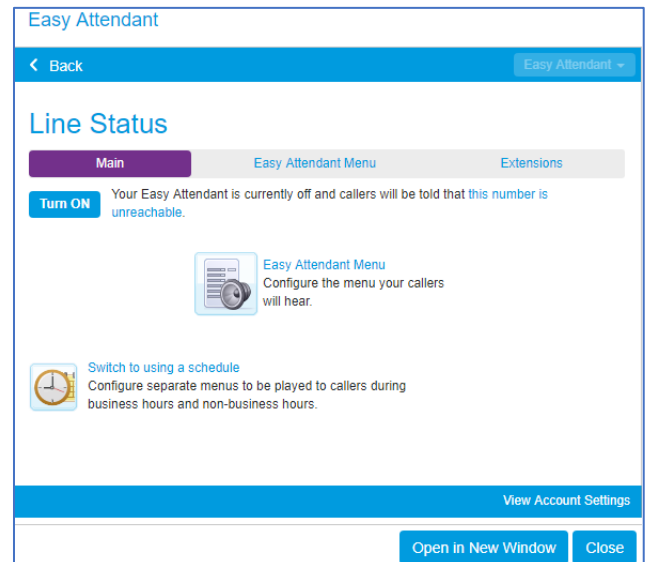 Easy Attendant
Back
Easy Attendant
Line Status
Main
Easy Attendant Menu
Extensions
Turn ON
Your Easy Attendant is currently off and callers will be told that this number is
unreachable.
Easy Attendant Menu
Configure the menu your callers
will hear.
Switch to using a schedule
Configure separate menus to be played to callers during
business hours and non-business hours.
View Account Settings
Open in New Window
Close